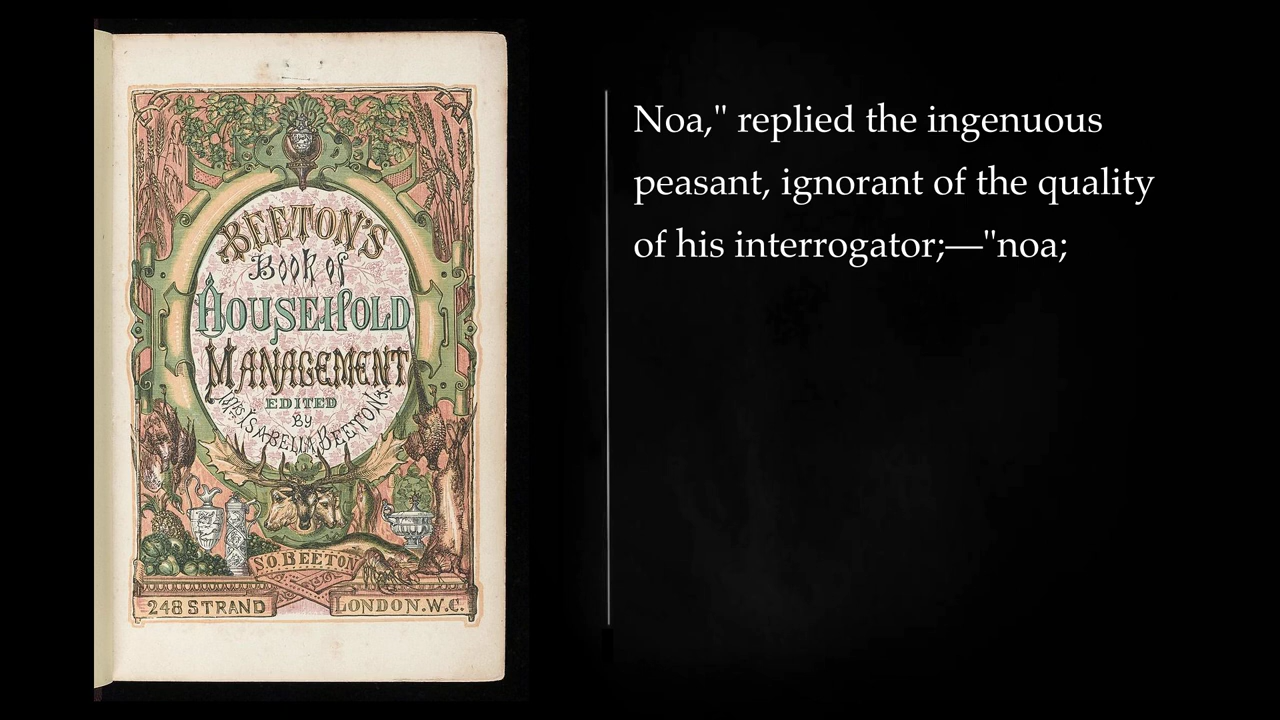 BEETON'S
Book of
HOUSEHOLD
MANAGEMENT
EDITED
BY
MRS ISABELLA BEETON
S.O. BEETON
248 STRAND
LONDON. W.C.
Noa," replied the ingenuous
peasant, ignorant of the quality
of his interrogator;—"noa;